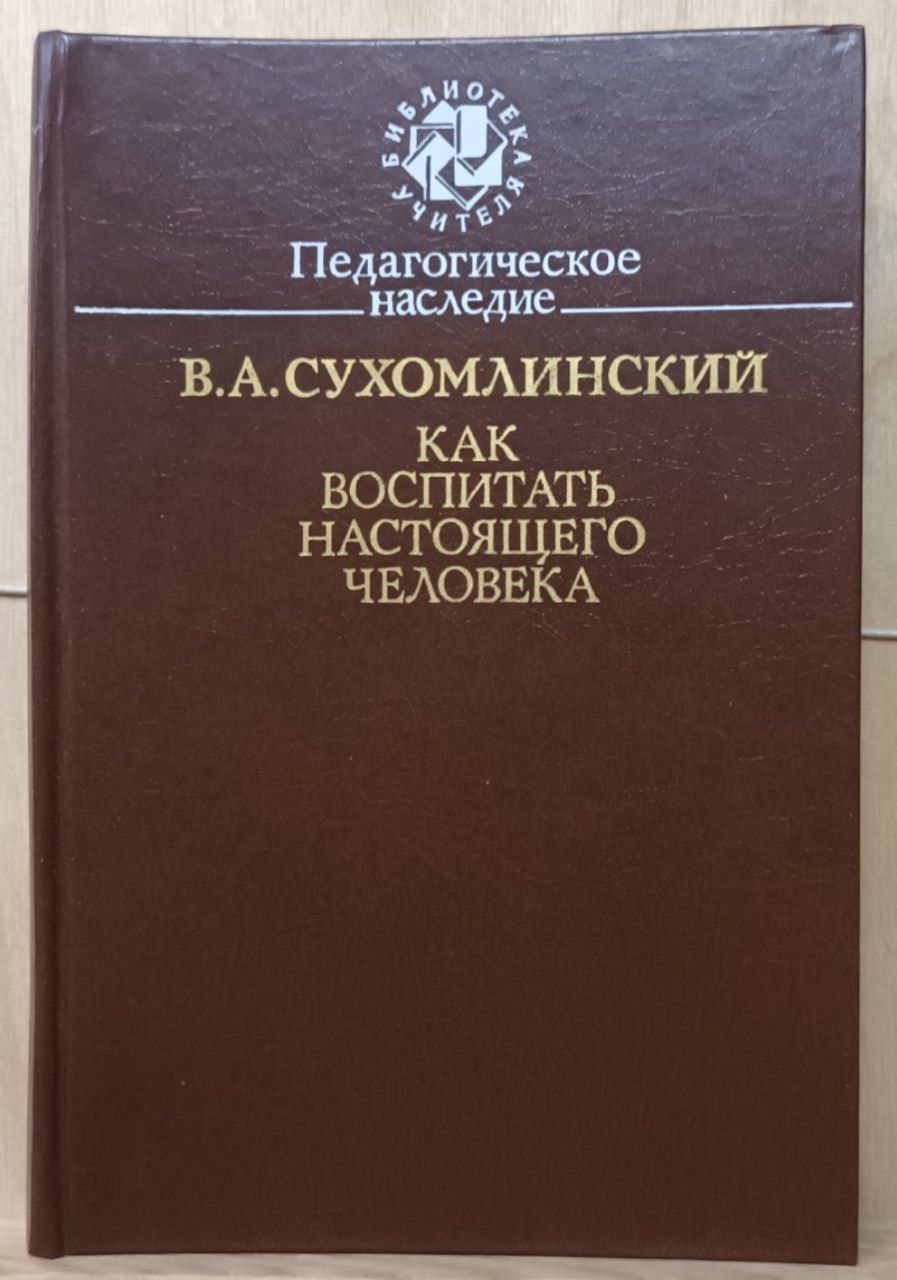 БИБЛИОТЕКА
УЧИТЕЛЯ
Педагогическое
наследие
В.А.СУХОМЛИНСКИЙ
КАК
ВОСПИТАТЬ
НАСТОЯЩЕГО
ЧЕЛОВЕКА